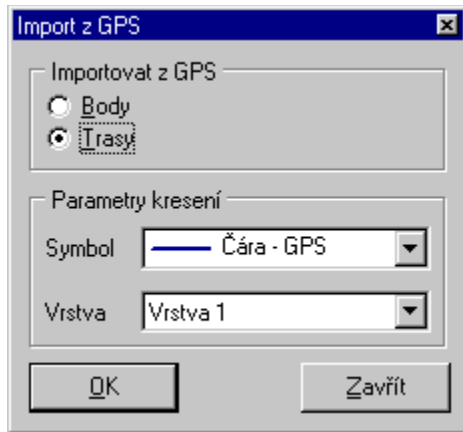 Import z GPS
Importovat z GPS
Body
Trasy
Parametry kresení
Symbol Čára - GPS
Vrstva Vrstva 1
OK Zavřít